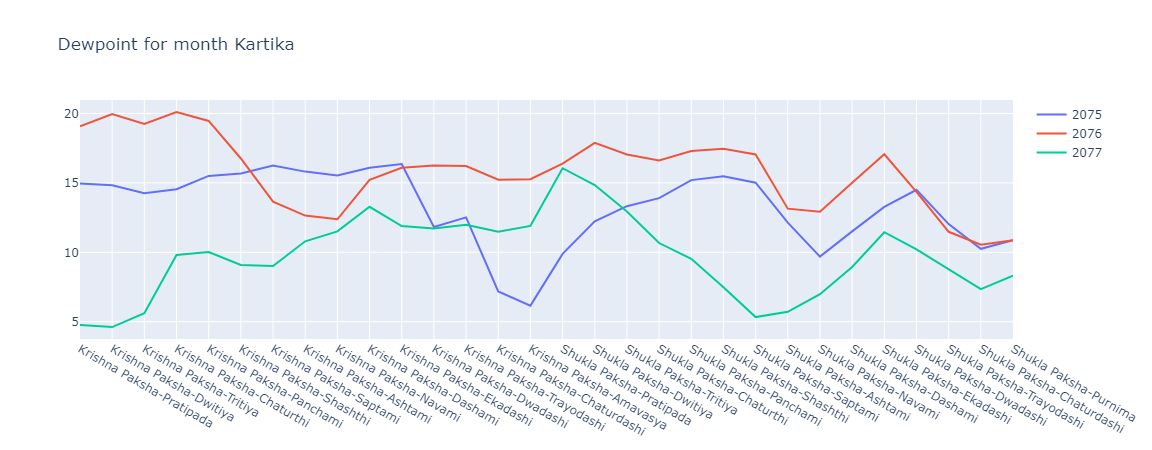 Dewpoint for month Kartika
20
15
10
5
2075
2076
2077
Krishna Paksha-Pratipada
Krishna Paksha-Dwitiya
Krishna Paksha-Tritiya
Krishna Paksha-Chaturthi
Krishna Paksha-Panchami
Krishna Paksha-Shashthi
Krishna Paksha-Saptami
Krishna Paksha-Ashtami
Krishna Paksha-Navami
Krishna Paksha-Dashami
Krishna Paksha-Ekadashi
Krishna Paksha-Dwadashi
Krishna Paksha-Trayodashi
Krishna Paksha-Chaturdashi
Krishna Paksha-Amavasya
Shukla Paksha-Pratipada
Shukla Paksha-Dwitiya
Shukla Paksha-Tritiya
Shukla Paksha-Chaturthi
Shukla Paksha-Panchami
Shukla Paksha-Shashthi
Shukla Paksha-Saptami
Shukla Paksha-Ashtami
Shukla Paksha-Navami
Shukla Paksha-Dashami
Shukla Paksha-Ekadashi
Shukla Paksha-Dwadashi
Shukla Paksha-Trayodashi
Shukla Paksha-Chaturdashi
Shukla Paksha-Purnima